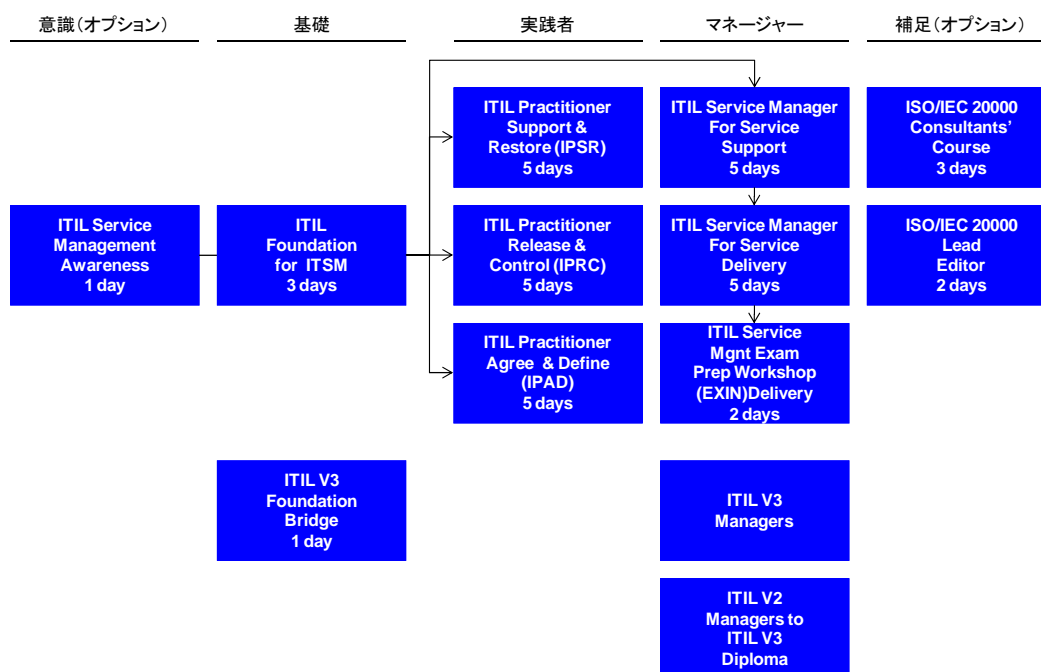 意識(オプション)
基礎
実践者
マネージャー
補足(オプション)
ITIL Service
Management
Awareness
1 day
ITIL
Foundation
for ITSM
3 days
ITIL V3
Foundation
Bridge
1 day
ITIL Practitioner
Support &
Restore (IPSR)
5 days
ITIL Practitioner
Release &
Control (IPRC)
5 days
ITIL Practitioner
Agree & Define
(IPAD)
5 days
ITIL Service Manager
For Service
Support
5 days
ITIL Service Manager
For Service
Delivery
5 days
ITIL Service
Mgnt Exam
Prep Workshop
(EXIN)Delivery
2 days
ITIL V3
Managers
ITIL V2
Managers to
ITIL V3
Diploma
ISO/IEC 20000
Consultants’
Course
3 days
ISO/IEC 20000
Lead
Editor
2 days